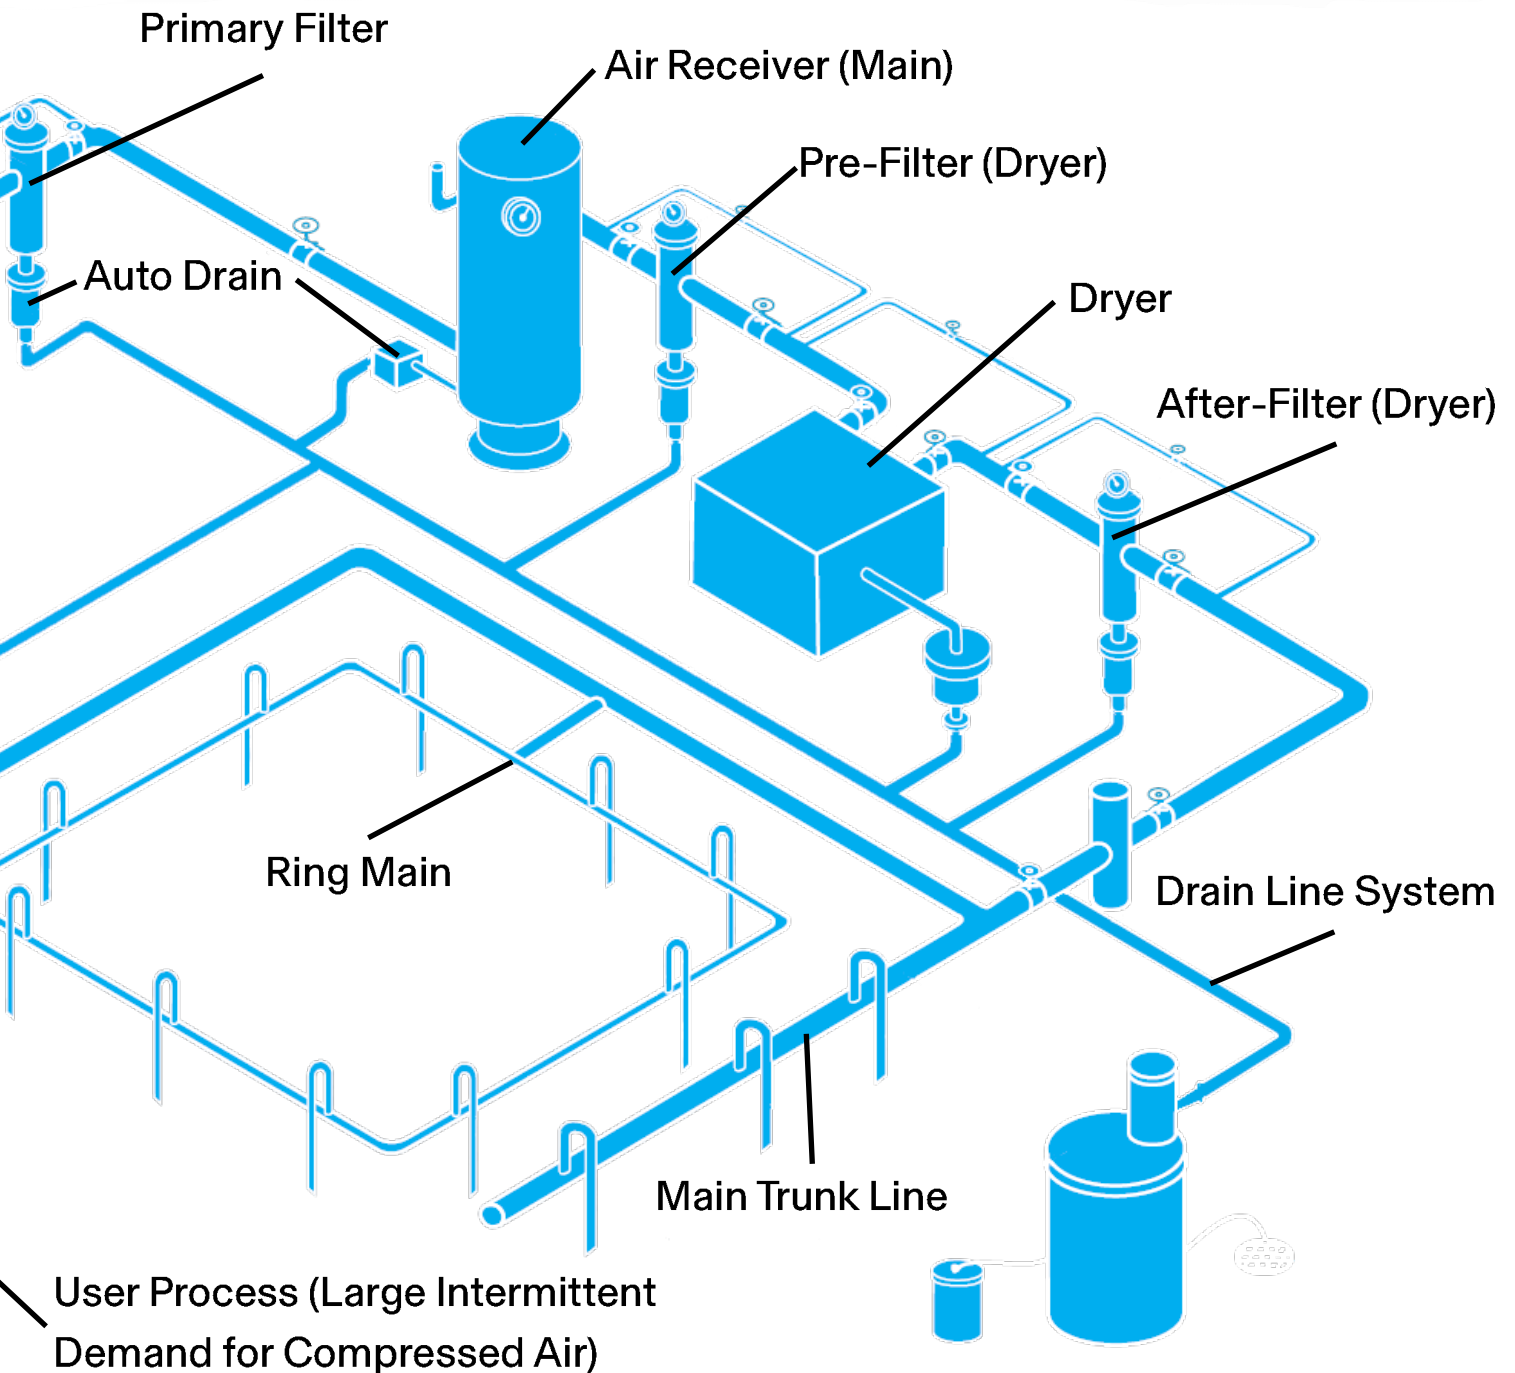 Primary Filter
Air Receiver (Main)
Pre-Filter (Dryer)
Auto Drain
Dryer
After-Filter (Dryer)
Ring Main
Drain Line System
Main Trunk Line
User Process (Large Intermittent
Demand for Compressed Air)